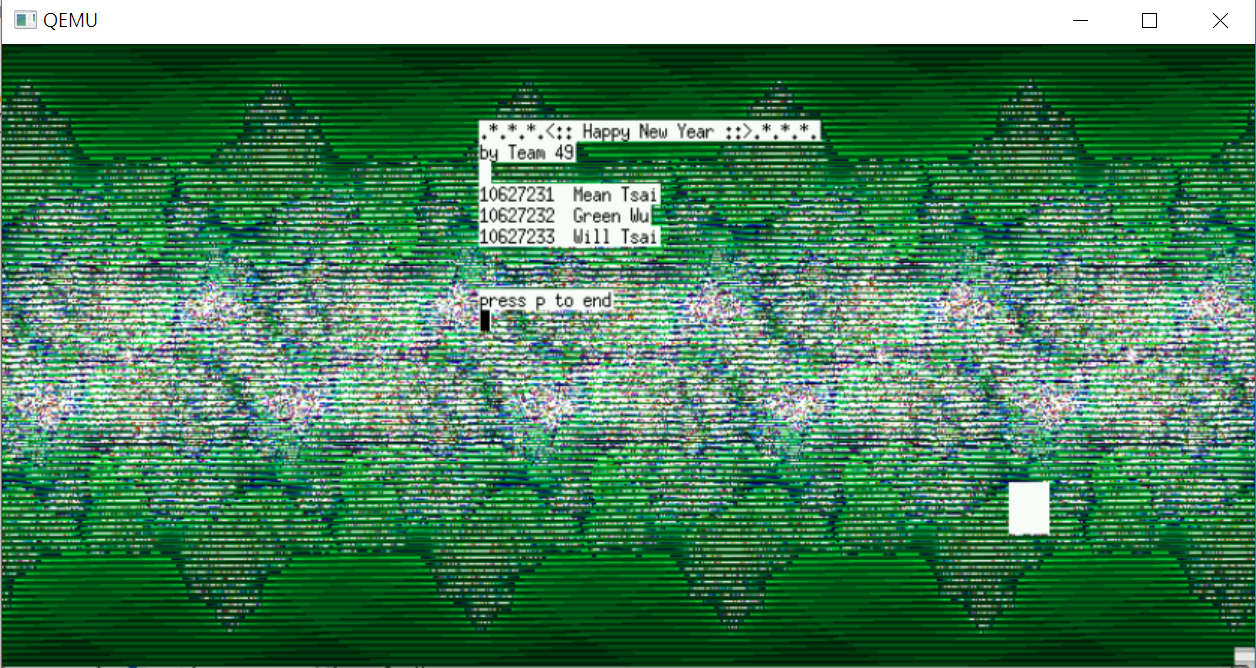 QEMU
.*.*.*.<:: Happy New Year ::>.*.*.*.
by Team 49
10627231  Mean Tsai
10627232  Green Wu
10627233  Will Tsai
press p to end